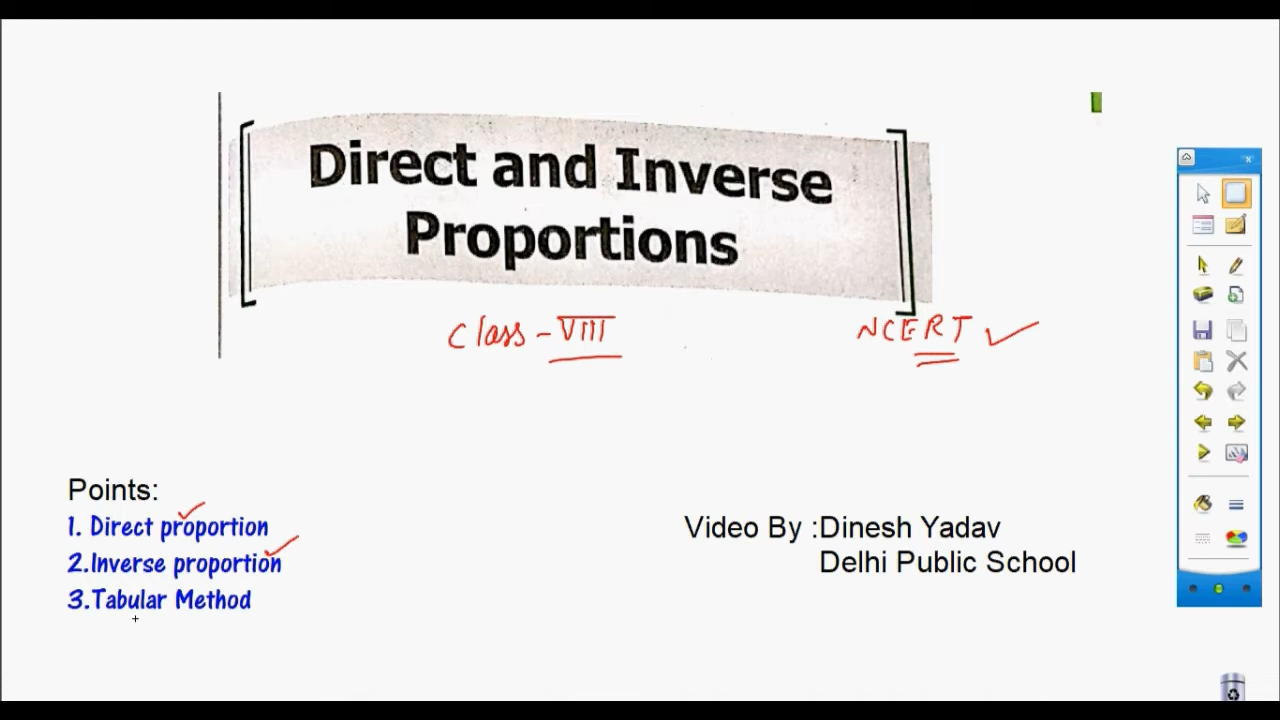 Direct and Inverse
Proportions
Class - VIII
NCERT
Points:
1. Direct proportion
2.Inverse proportion
3.Tabular Method
Video By :Dinesh Yadav
Delhi Public School